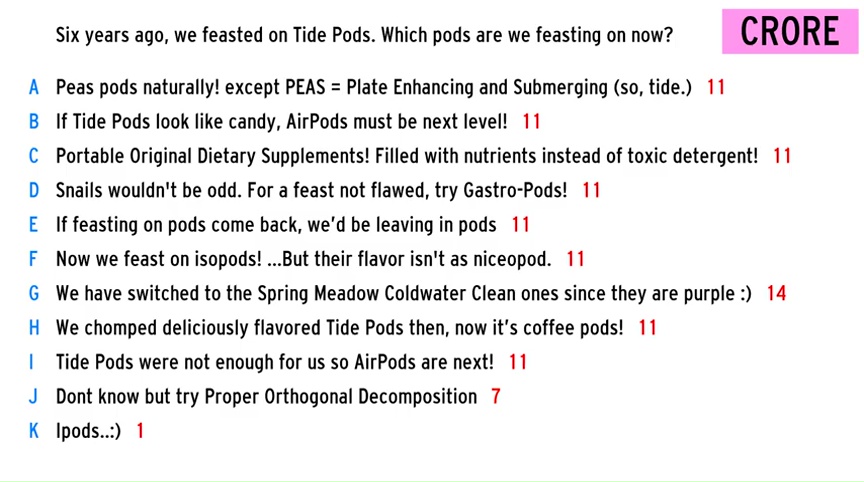 Six years ago, we feasted on Tide Pods. Which pods are we feasting on now?
CRORE
A Peas pods naturally! except PEAS = Plate Enhancing and Submerging (so, tide.) 11
B If Tide Pods look like candy, AirPods must be next level! 11
C Portable Original Dietary Supplements! Filled with nutrients instead of toxic detergent! 11
D Snails wouldn't be odd. For a feast not flawed, try Gastro-Pods! 11
E If feasting on pods come back, we'd be leaving in pods 11
F Now we feast on isopods! ...But their flavor isn't as niceopod. 11
G We have switched to the Spring Meadow Coldwater Clean ones since they are purple :) 14
H We chomped deliciously flavored Tide Pods then, now it’s coffee pods! 11
I Tide Pods were not enough for us so AirPods are next! 11
J Dont know but try Proper Orthogonal Decomposition 7
K Ipods..:) 1